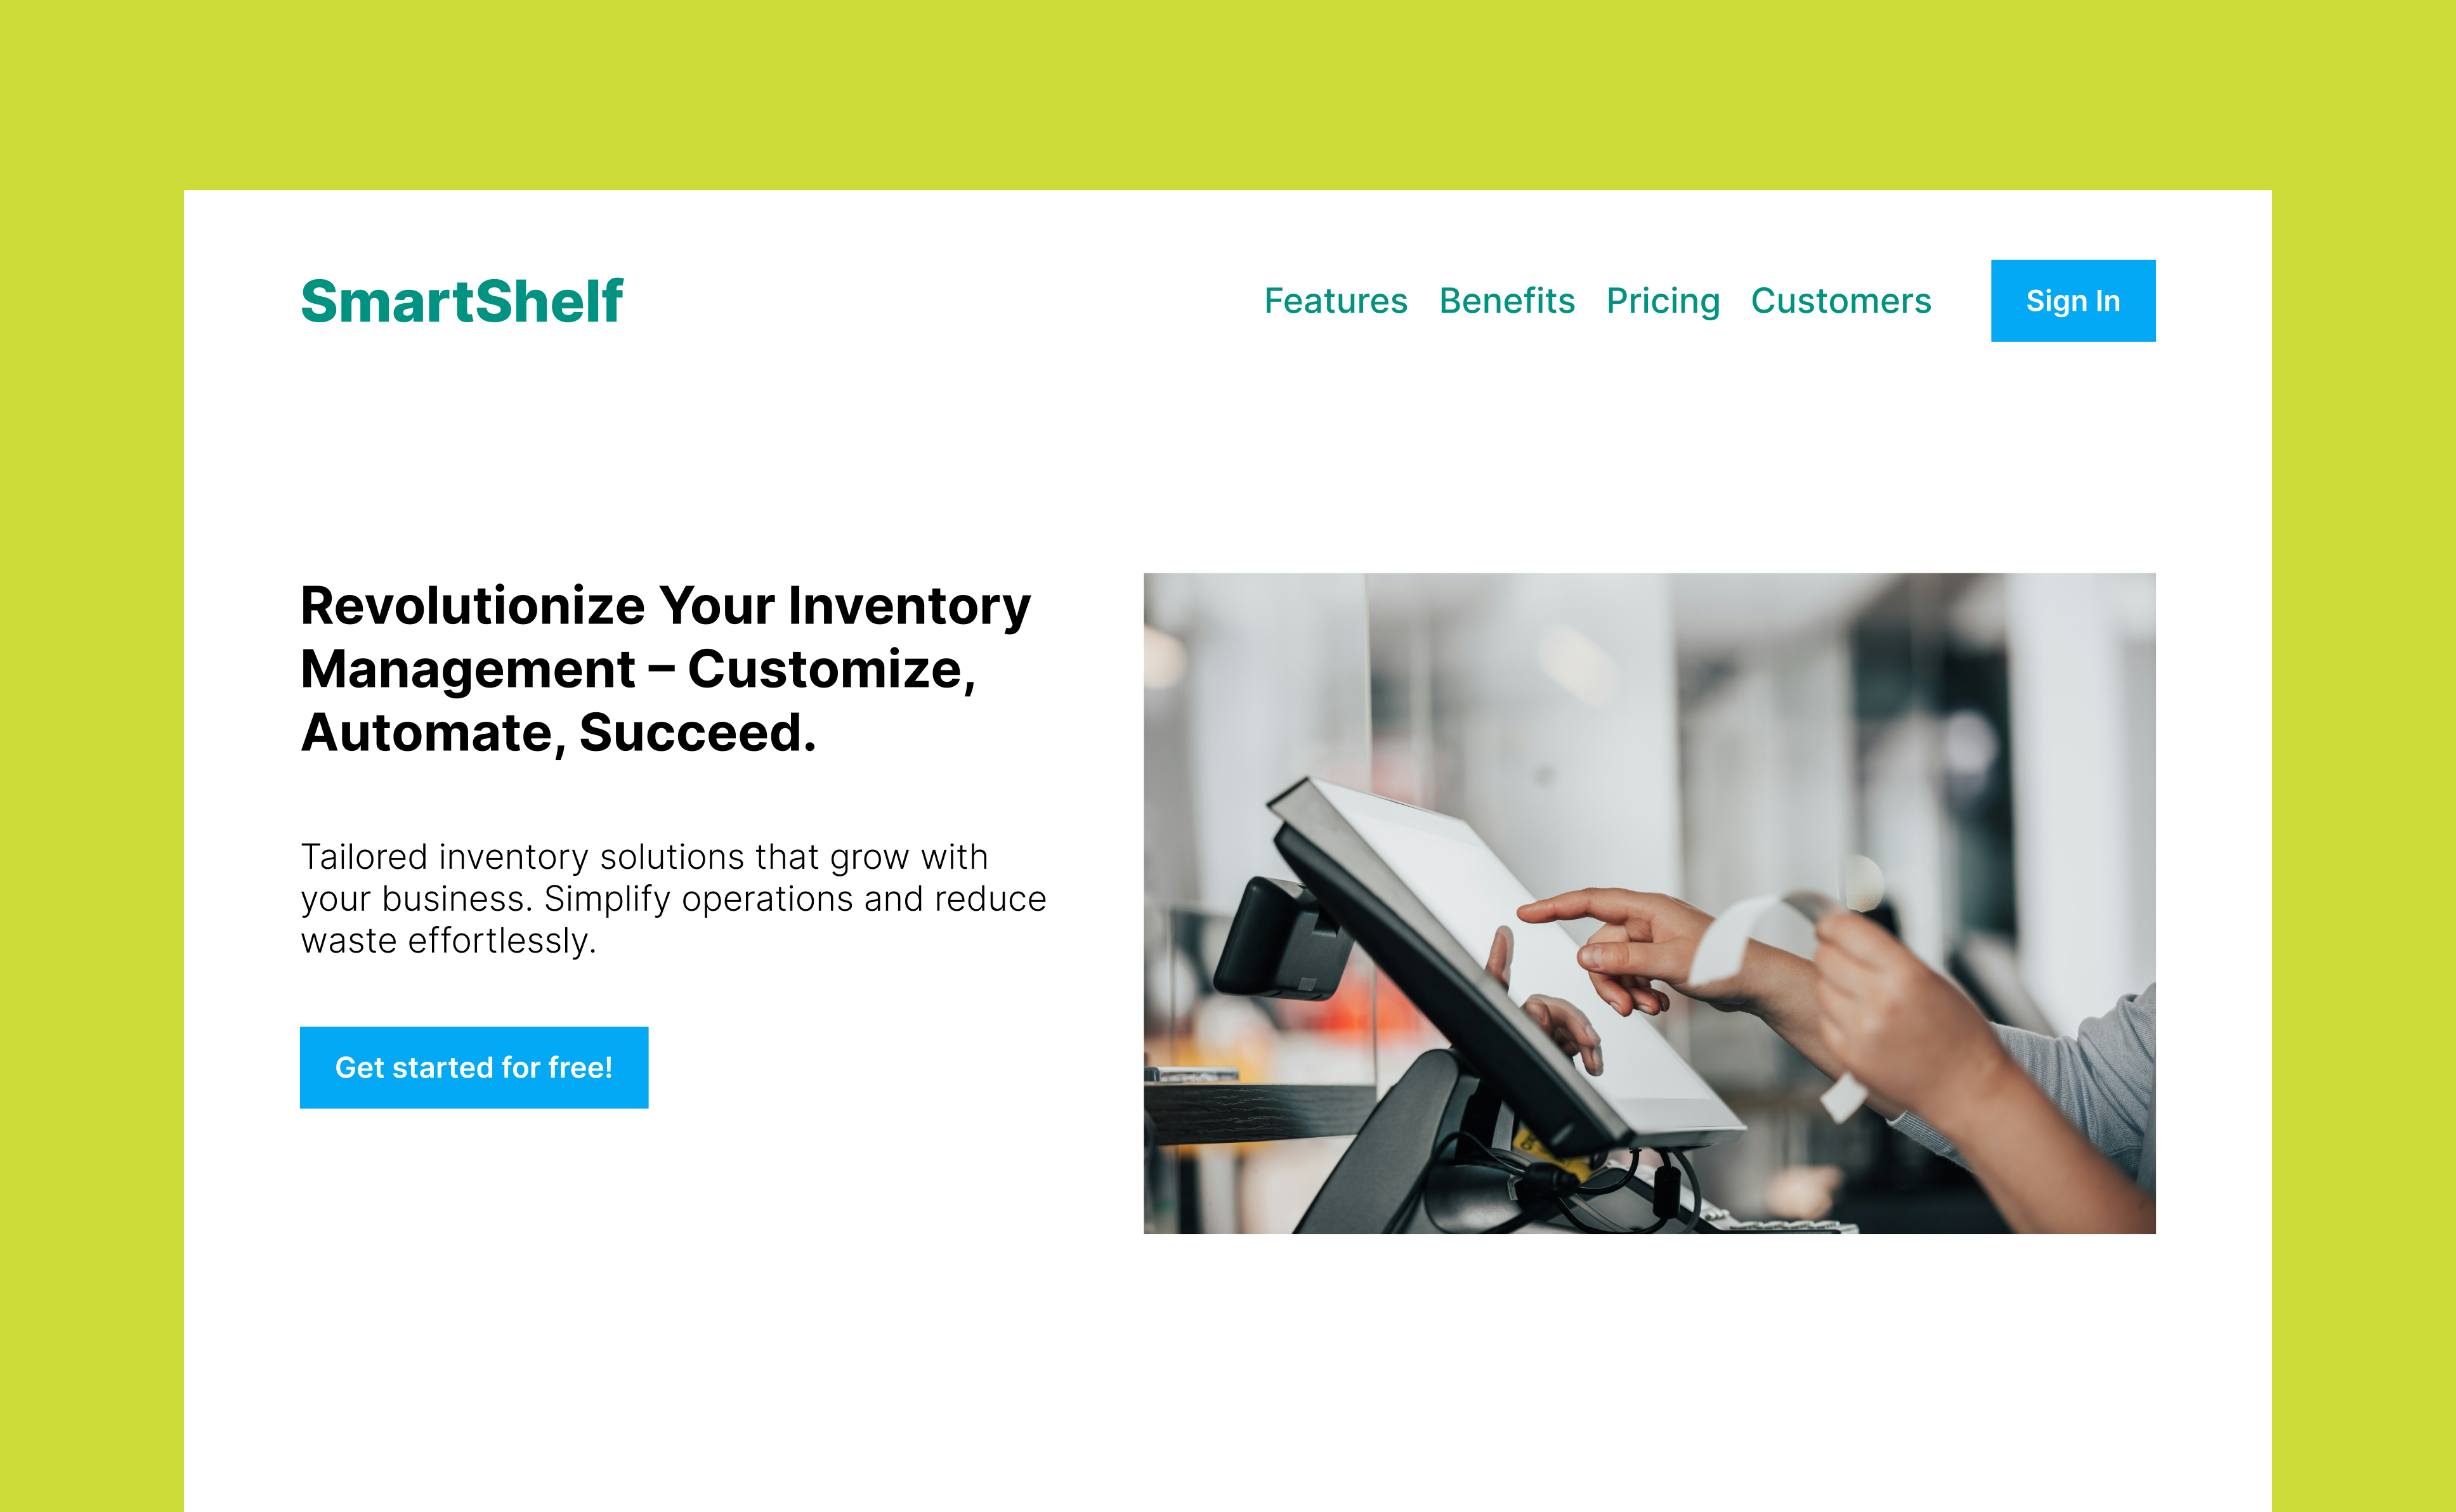 SmartShelf
Features Benefits Pricing Customers Sign In
Revolutionize Your Inventory
Management – Customize,
Automate, Succeed.
Tailored inventory solutions that grow with
your business. Simplify operations and reduce
waste effortlessly.
Get started for free!